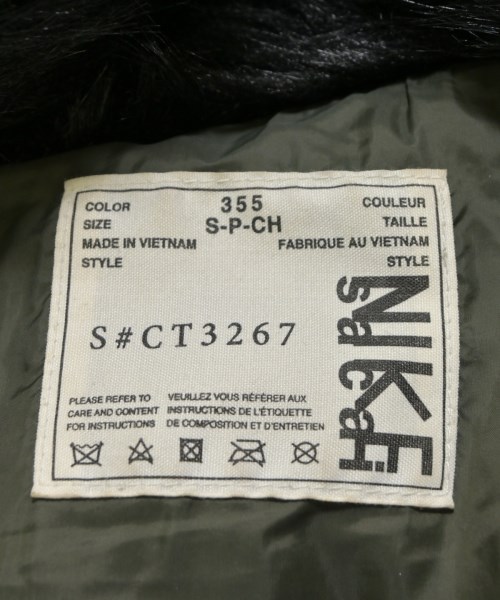 COLOR 355 COULEUR
SIZE S-P-CH TAILLE
MADE IN VIETNAM FABRIQUE AU VIETNAM
STYLE STYLE
S#CT3267
NIKE
sacai
PLEASE REFER TO
CARE AND CONTENT
FOR INSTRUCTIONS
VEUILLEZ VOUS RÉFÉRER AUX
INSTRUCTIONS DE L'ÉTIQUETTE
DE COMPOSITION ET D'ENTRETIEN